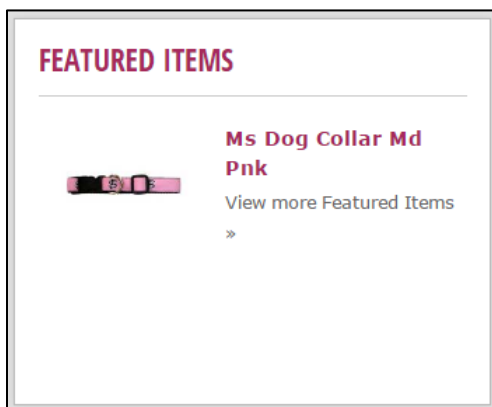 FEATURED ITEMS
Ms Dog Collar Md
Pnk
View more Featured Items
»